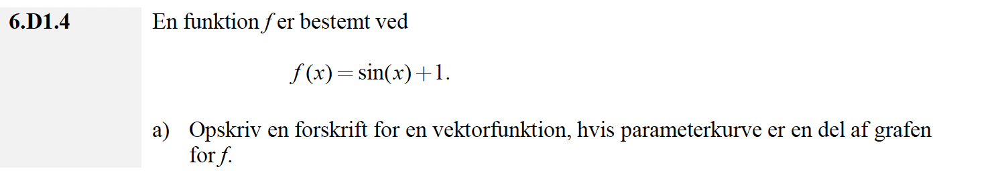 6.D1.4 En funktion f er bestemt ved
f(x) = sin(x)+1.
a) Opskriv en forskrift for en vektorfunktion, hvis parameterkurve er en del af grafen
for f.